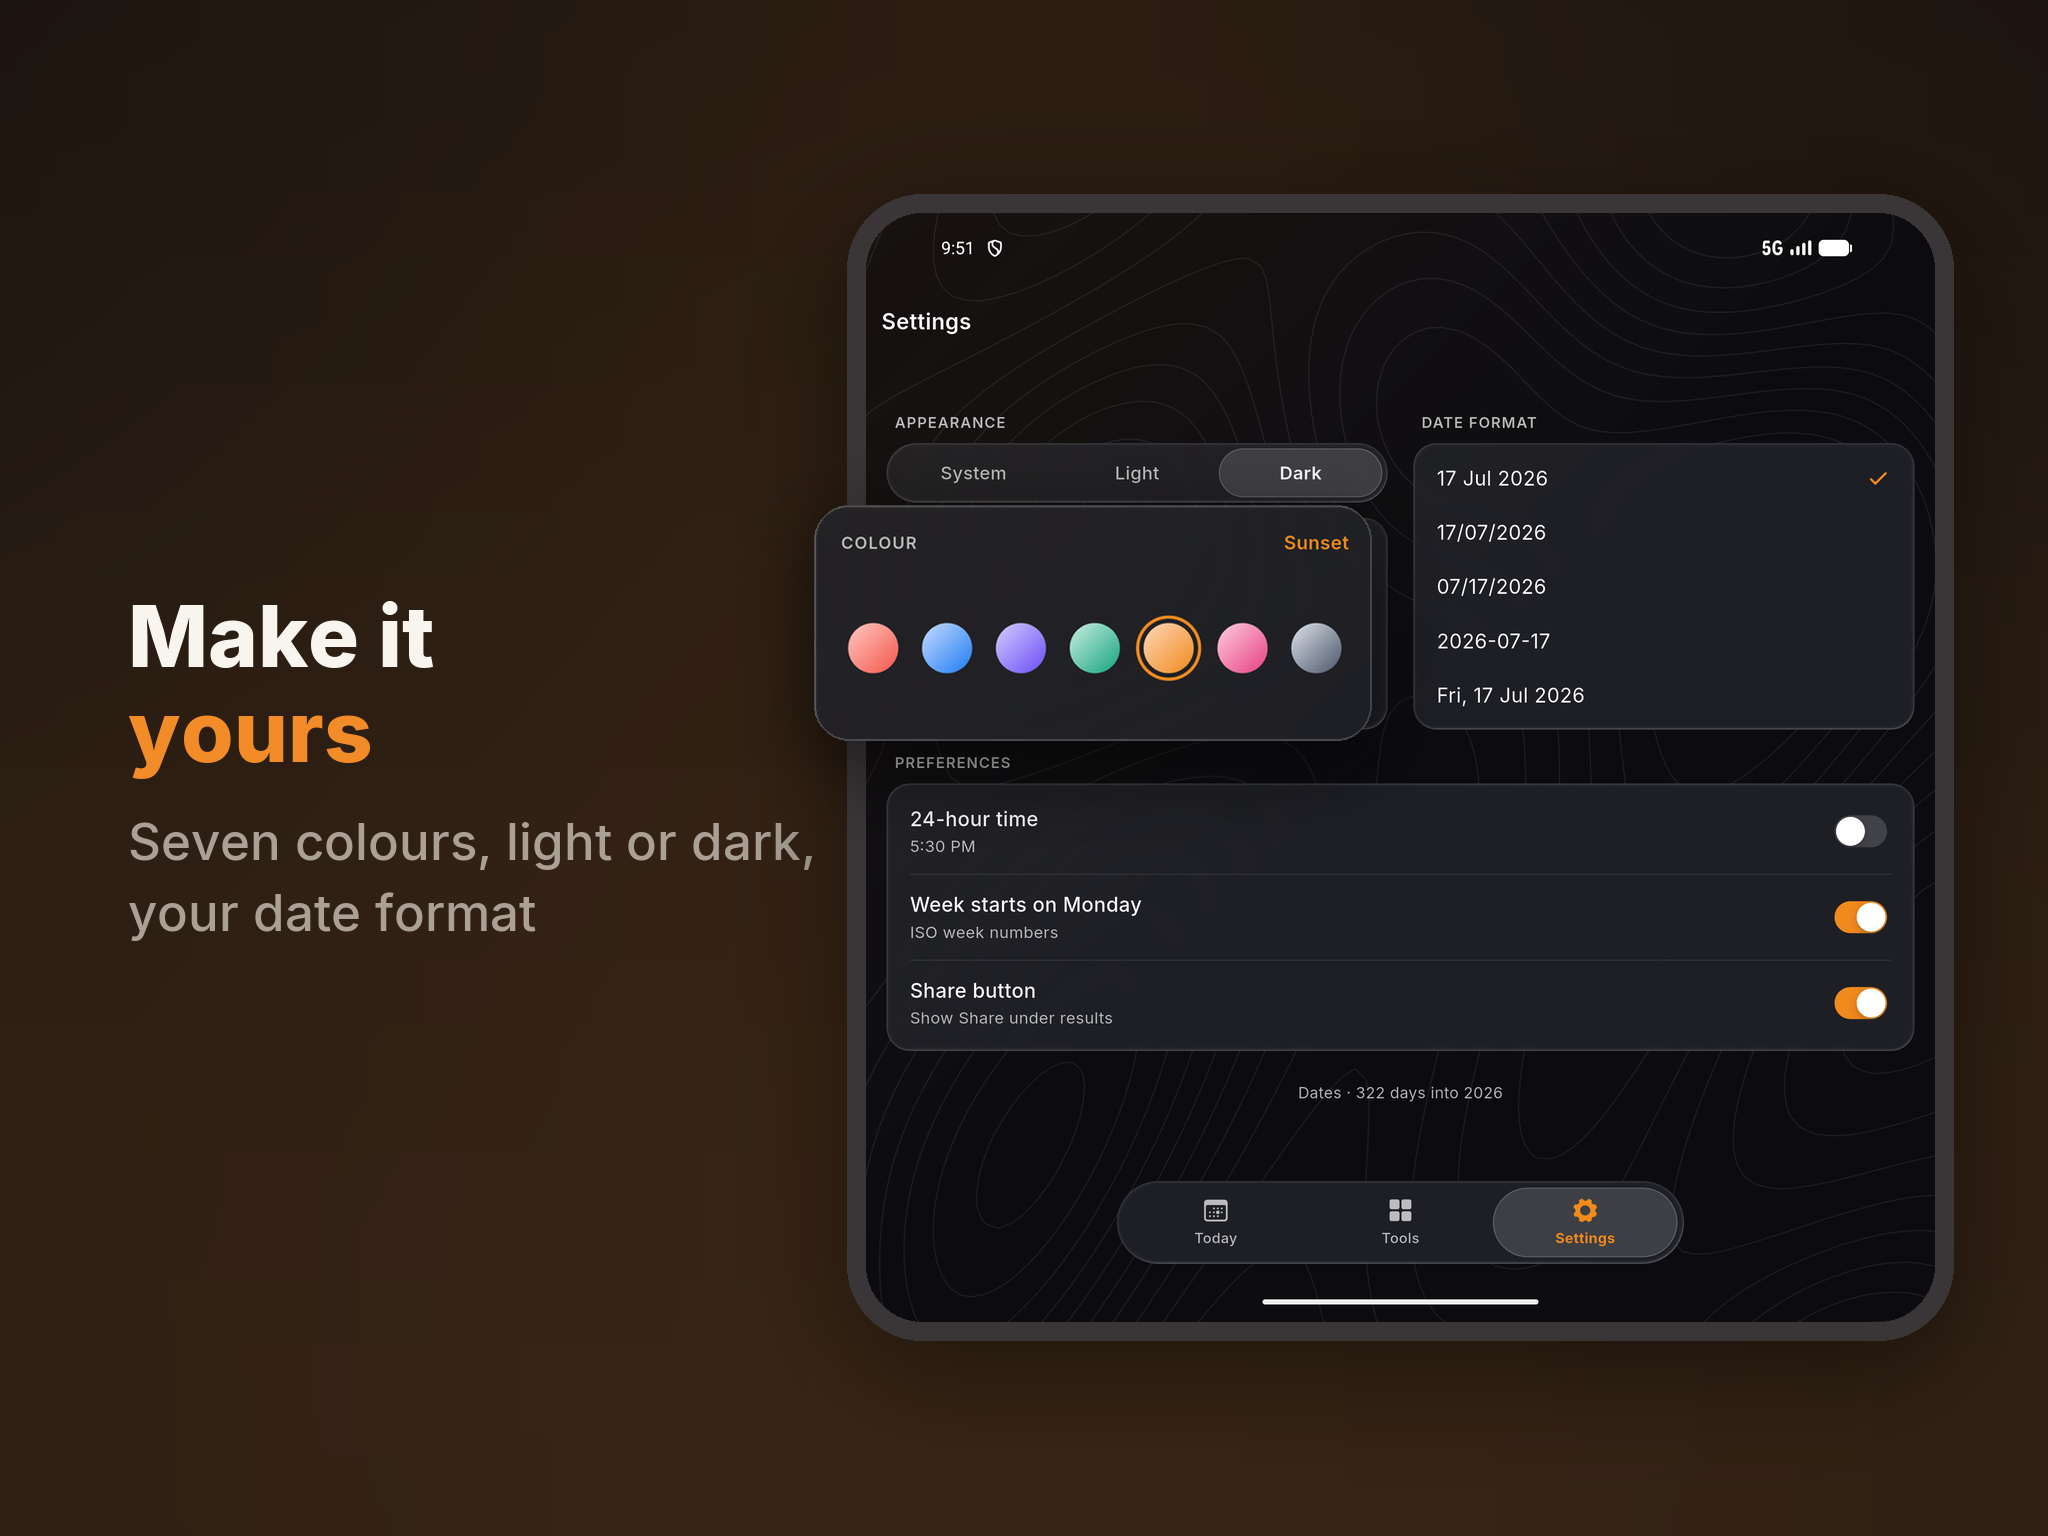 Make it
yours
Seven colours, light or dark,
your date format
9:51
5G
Settings
APPEARANCE
System
Light
Dark
COLOUR
Sunset
DATE FORMAT
17 Jul 2026
17/07/2026
07/17/2026
2026-07-17
Fri, 17 Jul 2026
PREFERENCES
24-hour time
5:30 PM
Week starts on Monday
ISO week numbers
Share button
Show Share under results
Dates · 322 days into 2026
Today
Tools
Settings